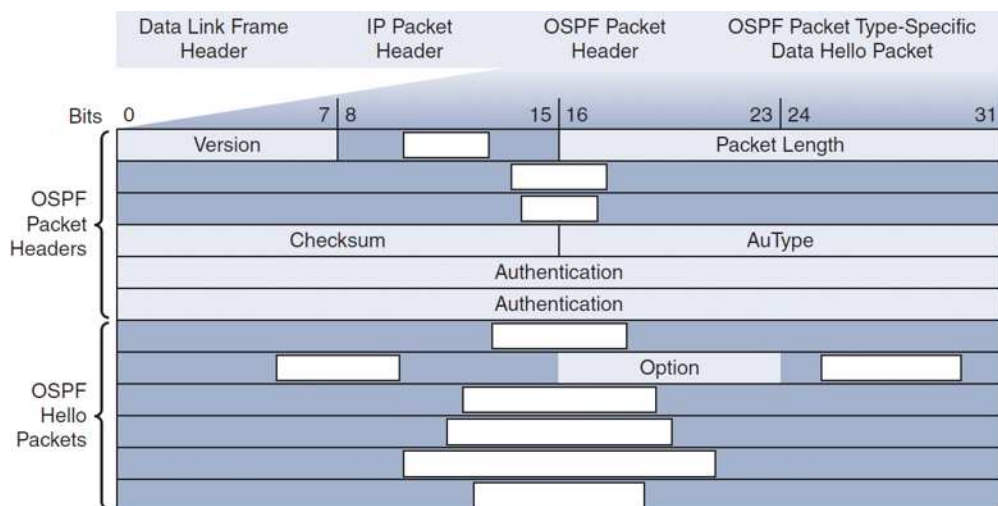 Data Link Frame
Header
IP Packet
Header
OSPF Packet
Header
OSPF Packet Type-Specific
Data Hello Packet
Bits 0 7 8 15 16 23 24 31
Version Packet Length
OSPF
Packet
Headers
Checksum AuType
Authentication
Authentication
Option
OSPF
Hello
Packets